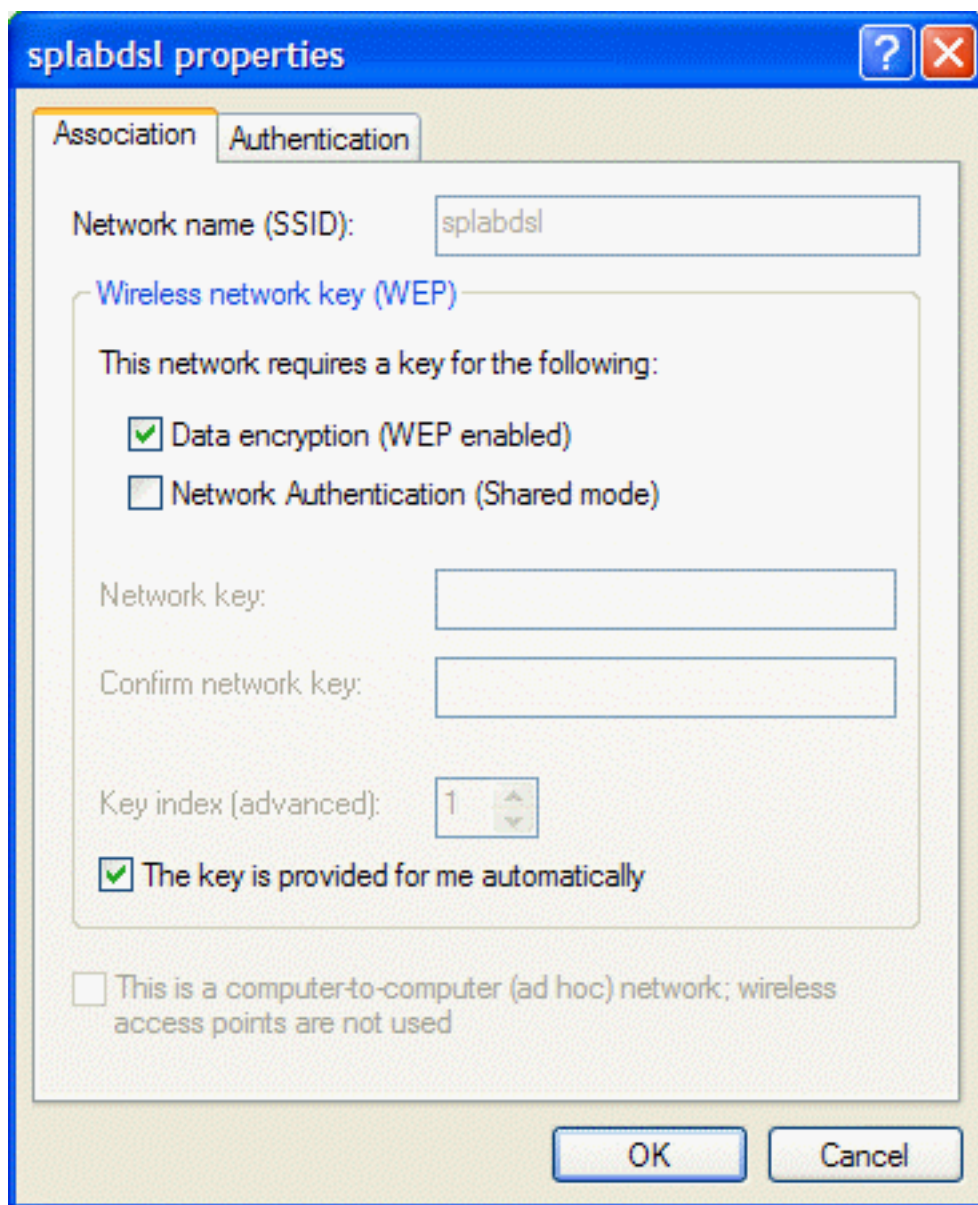 splabdsl properties
Association Authentication
Network name (SSID): splabdsl
Wireless network key (WEP)
This network requires a key for the following:
Data encryption (WEP enabled)
Network Authentication (Shared mode)
Network key:
Confirm network key:
Key index (advanced): 1
The key is provided for me automatically
This is a computer-to-computer (ad hoc) network; wireless
access points are not used
OK Cancel